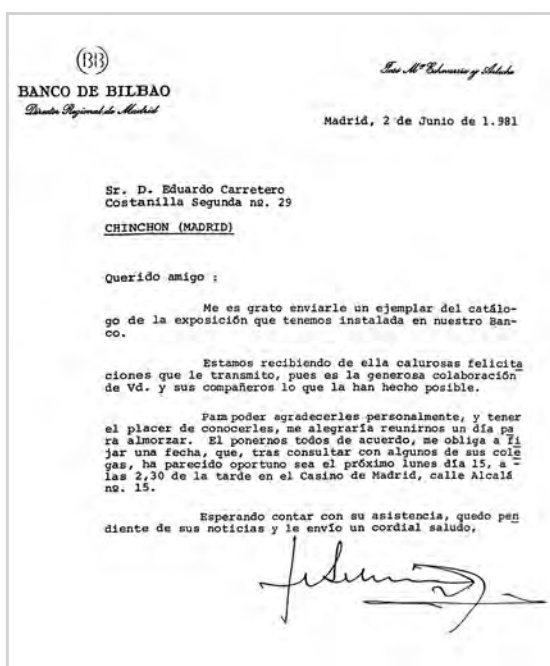 BB
BANCO DE BILBAO
Director Regional de Madrid
José Mª Echevarría y Arteche
Madrid, 2 de Junio de 1.981
Sr. D. Eduardo Carretero
Costanilla Segunda nº. 29
CHINCHON (MADRID)
Querido amigo :
Me es grato enviarle un ejemplar del catálo-
go de la exposición que tenemos instalada en nuestro Ban-
co.
Estamos recibiendo de ella calurosas felicita
ciones que le transmito, pues es la generosa colaboración
de Vd. y sus compañeros lo que la han hecho posible.
Para poder agradecerles personalmente, y tener
el placer de conocerles, me alegraría reunirnos un día pa
ra almorzar. El ponernos todos de acuerdo, me obliga a fi
jar una fecha, que, tras consultar con algunos de sus cole
gas, ha parecido oportuno sea el próximo lunes día 15, a -
las 2,30 de la tarde en el Casino de Madrid, calle Alcalá
nº. 15.
Esperando contar con su asistencia, quedo pen
diente de sus noticias y le envío un cordial saludo,